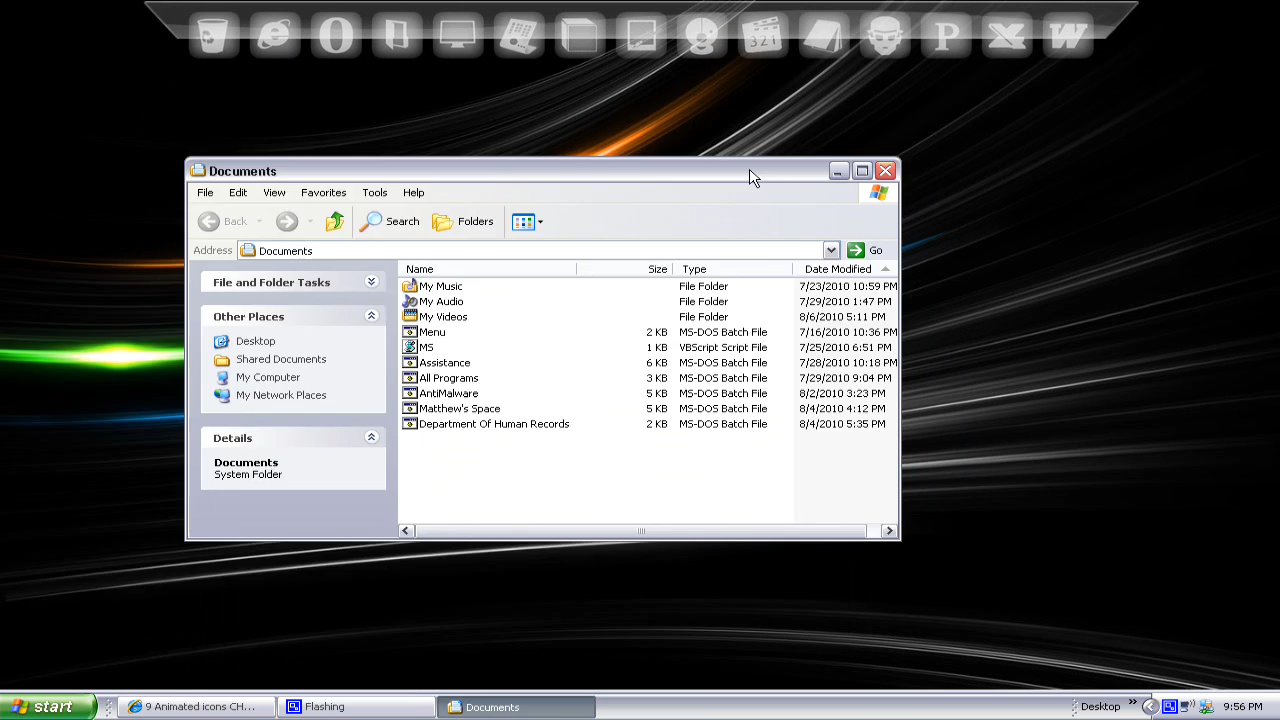 321
P
X
W
Documents
File Edit View Favorites Tools Help
Back Search Folders
Address Documents Go
File and Folder Tasks
Other Places
Desktop
Shared Documents
My Computer
My Network Places
Details
Documents
System Folder
Name Size Type Date Modified
My Music File Folder 7/23/2010 10:59 PM
My Audio File Folder 7/29/2010 1:47 PM
My Videos File Folder 8/6/2010 5:11 PM
Menu 2 KB MS-DOS Batch File 7/16/2010 10:36 PM
MS 1 KB VBScript Script File 7/25/2010 6:51 PM
Assistance 6 KB MS-DOS Batch File 7/28/2010 10:18 PM
All Programs 3 KB MS-DOS Batch File 7/29/2010 9:04 PM
AntiMalware 5 KB MS-DOS Batch File 8/2/2010 3:23 PM
Matthew's Space 5 KB MS-DOS Batch File 8/4/2010 4:12 PM
Department Of Human Records 2 KB MS-DOS Batch File 8/4/2010 5:35 PM
start 9 Animated icons CH... Flashing Documents Desktop » 9:56 PM